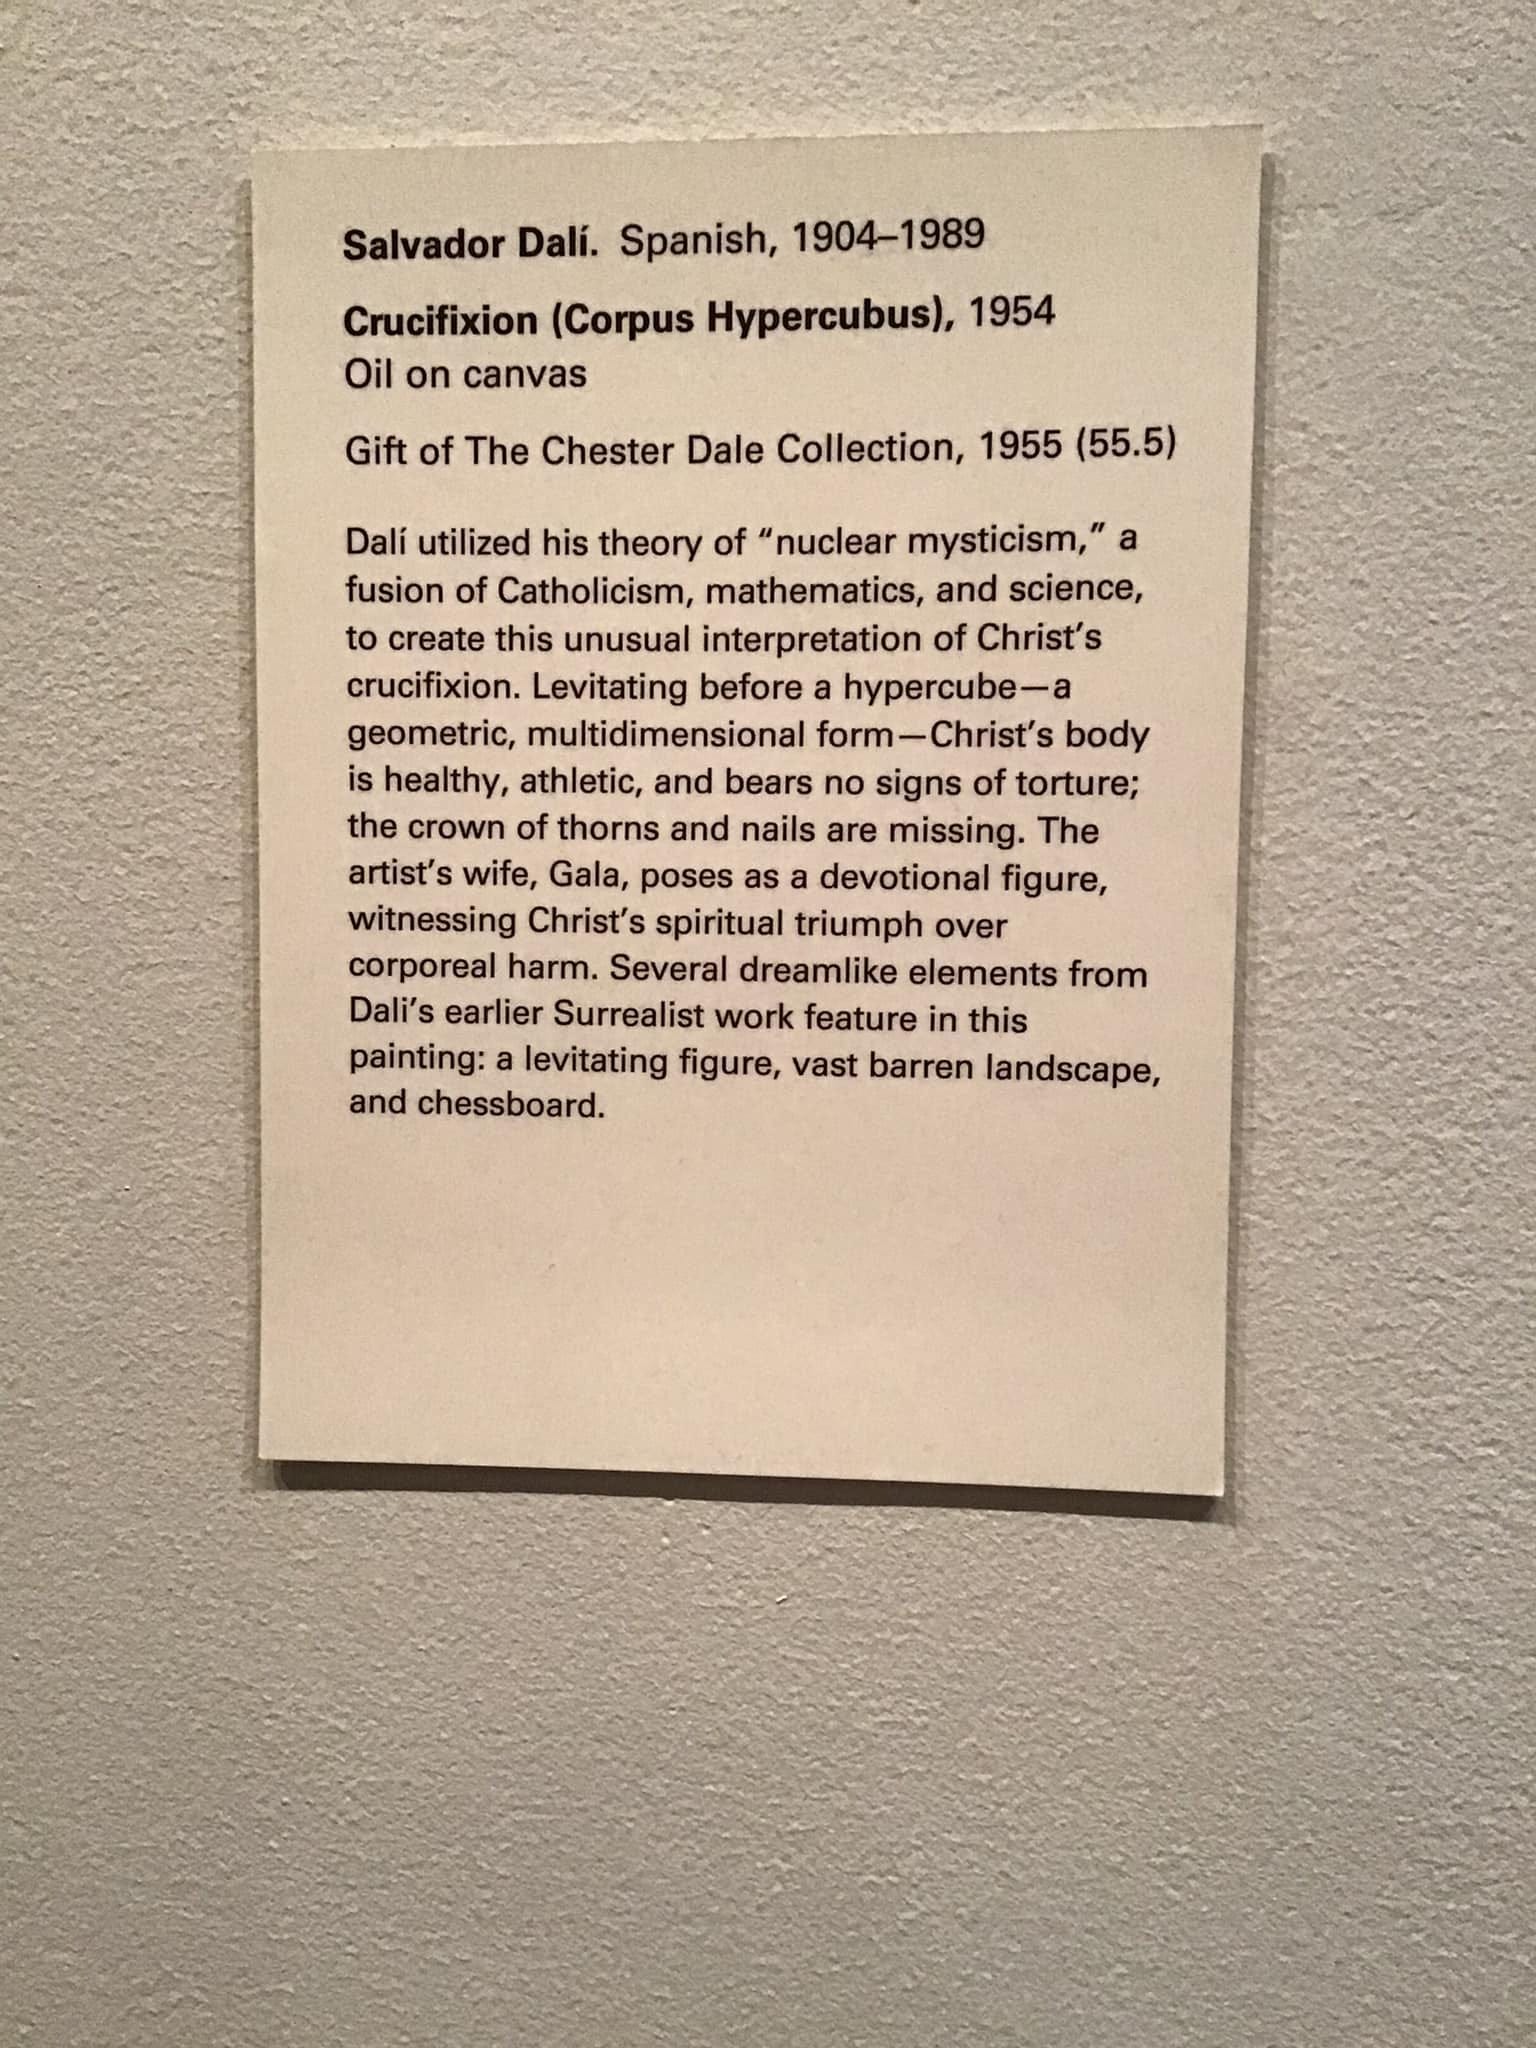 Salvador Dalí. Spanish, 1904–1989
Crucifixion (Corpus Hypercubus), 1954
Oil on canvas
Gift of The Chester Dale Collection, 1955 (55.5)
Dalí utilized his theory of “nuclear mysticism,” a
fusion of Catholicism, mathematics, and science,
to create this unusual interpretation of Christ’s
crucifixion. Levitating before a hypercube—a
geometric, multidimensional form—Christ’s body
is healthy, athletic, and bears no signs of torture;
the crown of thorns and nails are missing. The
artist’s wife, Gala, poses as a devotional figure,
witnessing Christ’s spiritual triumph over
corporeal harm. Several dreamlike elements from
Dali’s earlier Surrealist work feature in this
painting: a levitating figure, vast barren landscape,
and chessboard.